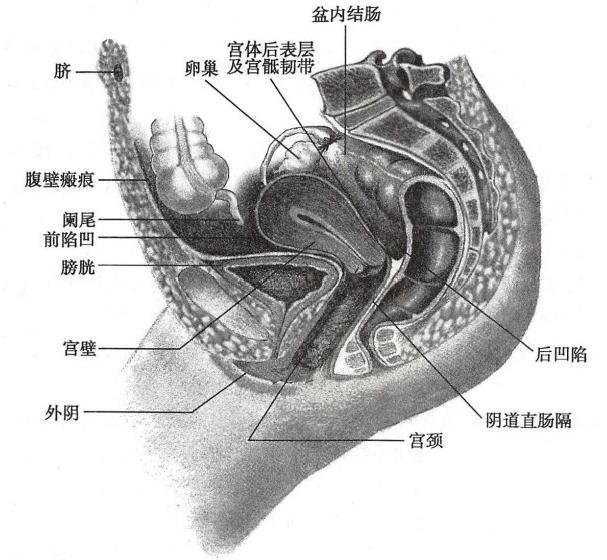 盆内结肠
宫体后表层
及宫骶韧带
卵巢
脐
腹壁瘢痕
阑尾
前陷凹
膀胱
宫壁
外阴
后凹陷
阴道直肠隔
宫颈